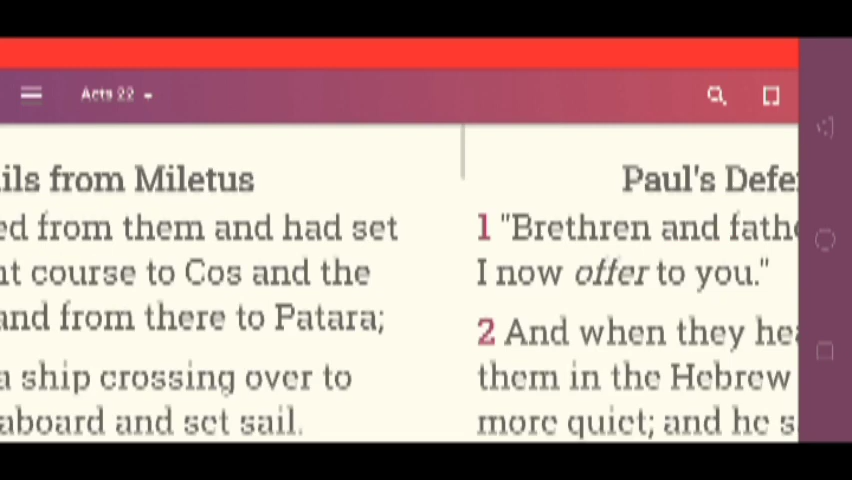 Acts 22
ils from Miletus
ed from them and had set
nt course to Cos and the
and from there to Patara;
a ship crossing over to
aboard and set sail.
Paul's Defe
1 "Brethren and fathe
I now offer to you."
2 And when they hea
them in the Hebrew
more quiet; and he s